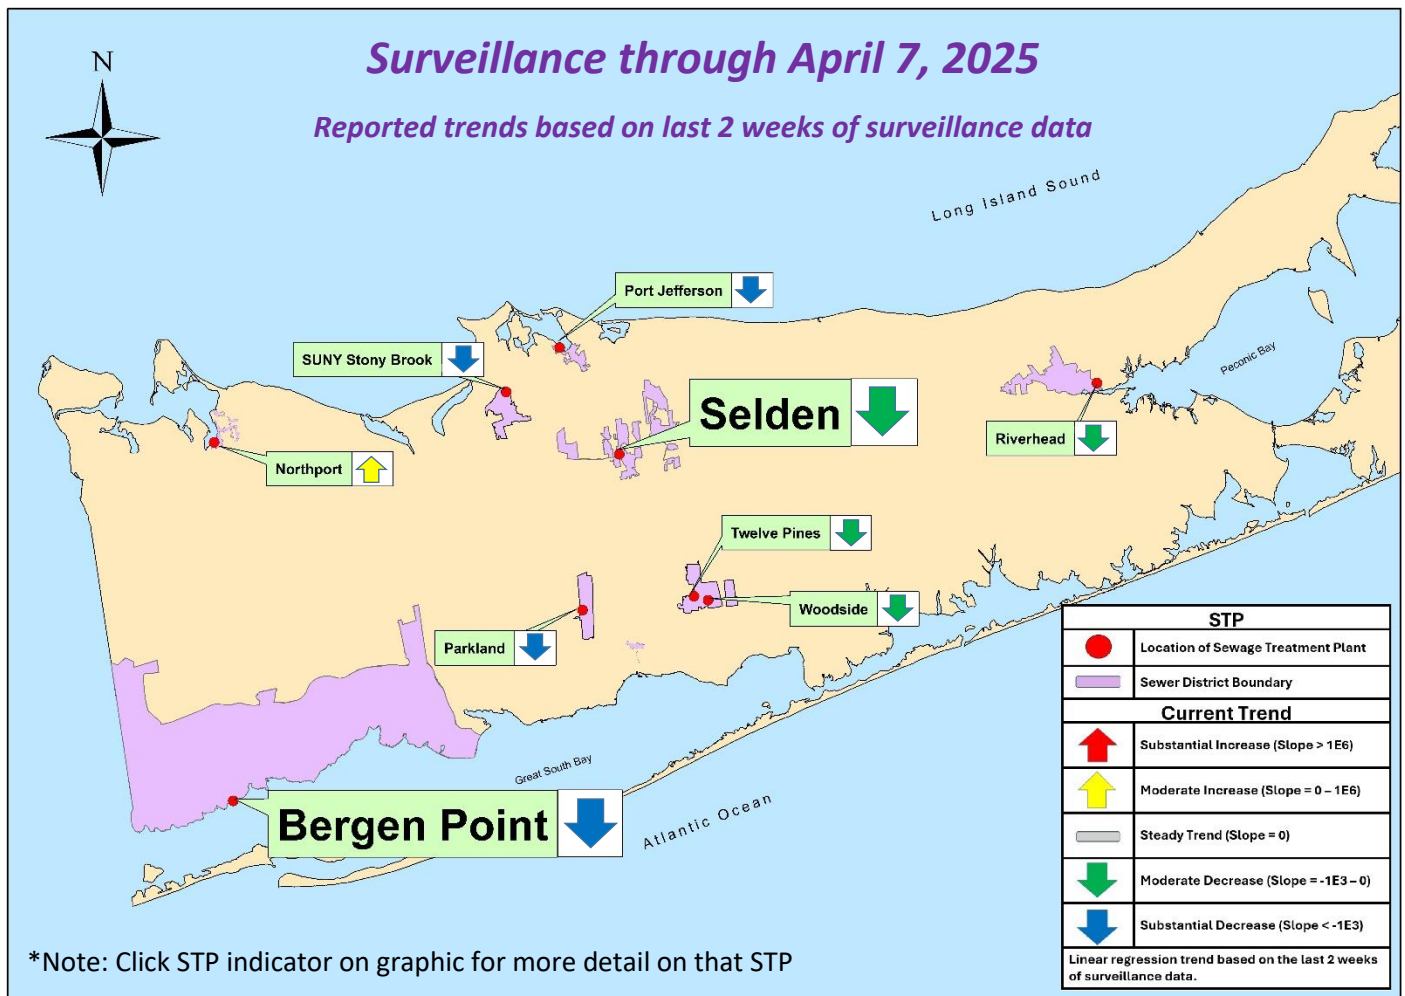 Surveillance through April 7, 2025
Reported trends based on last 2 weeks of surveillance data
N
Long Island Sound
Port Jefferson
SUNY Stony Brook
Peconic Bay
Selden
Riverhead
Northport
Twelve Pines
Woodside
Parkland
Great South Bay
Bergen Point
Atlantic Ocean
STP
Location of Sewage Treatment Plant
Sewer District Boundary
Current Trend
Substantial Increase (Slope > 1E6)
Moderate Increase (Slope = 0 – 1E6)
Steady Trend (Slope = 0)
Moderate Decrease (Slope = -1E3 – 0)
Substantial Decrease (Slope < -1E3)
Linear regression trend based on the last 2 weeks
of surveillance data.
*Note: Click STP indicator on graphic for more detail on that STP